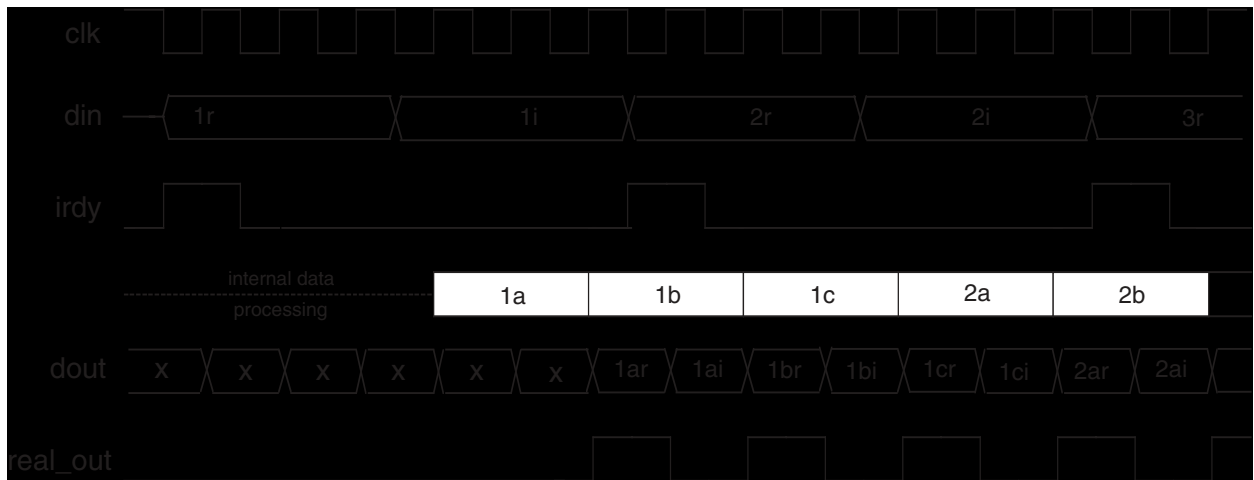 clk
din 1r 1i 2r 2i 3r
irdy
internal data
processing
1a 1b 1c 2a 2b
dout x x x x x x 1ar 1ai 1br 1bi 1cr 1ci 2ar 2ai
real_out